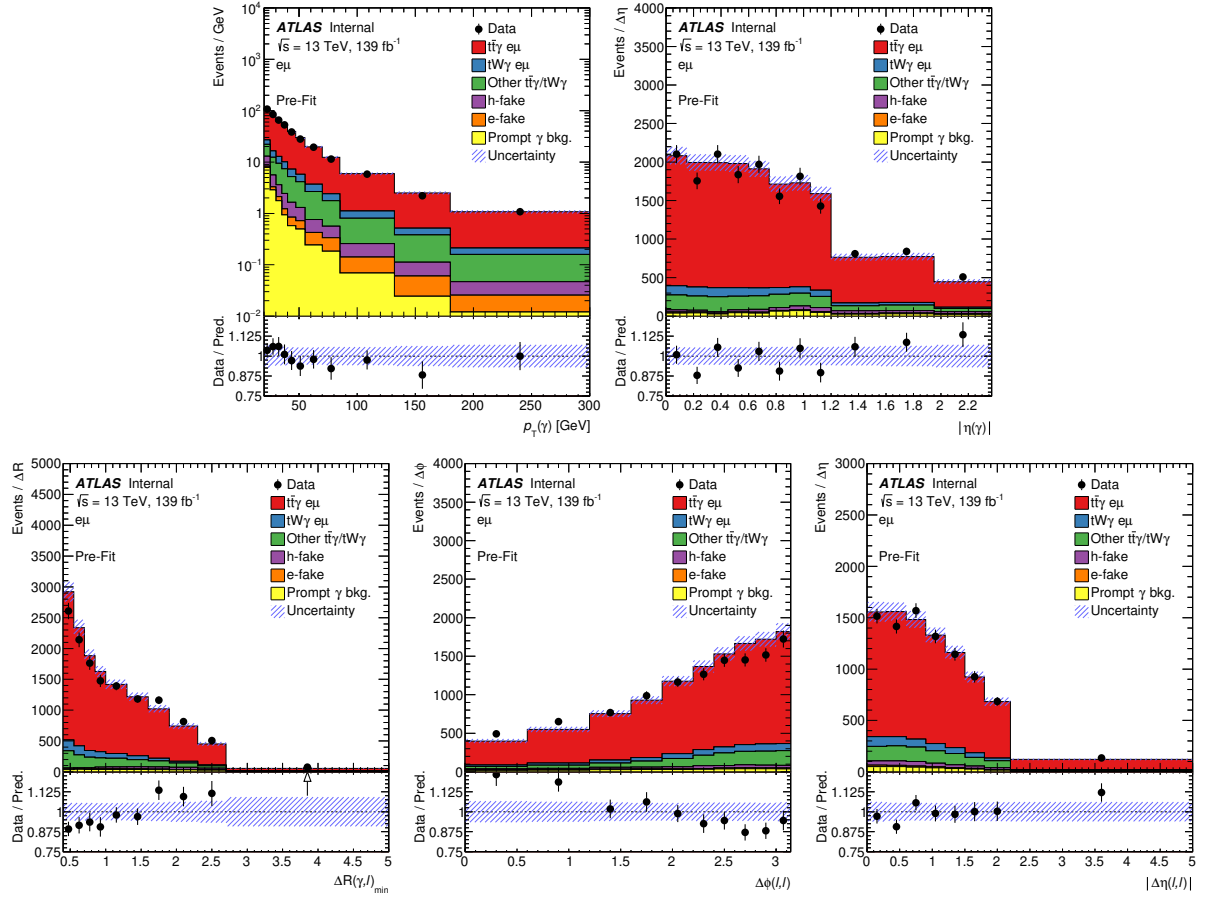 Events / GeV
10⁴
10³
10²
10
1
10⁻¹
10⁻²
ATLAS Internal
√s = 13 TeV, 139 fb⁻¹
eμ
Pre-Fit
Data
tt̄γ eμ
tWγ eμ
Other tt̄γ/tWγ
h-fake
e-fake
Prompt γ bkg.
Uncertainty
Data / Pred.
1.125
1
0.875
0.75
50 100 150 200 250 300
p_T(γ) [GeV]
Events / Δη
4000
3500
3000
2500
2000
1500
1000
500
0
ATLAS Internal
√s = 13 TeV, 139 fb⁻¹
eμ
Pre-Fit
Data
tt̄γ eμ
tWγ eμ
Other tt̄γ/tWγ
h-fake
e-fake
Prompt γ bkg.
Uncertainty
Data / Pred.
1.125
1
0.875
0.75
0 0.2 0.4 0.6 0.8 1 1.2 1.4 1.6 1.8 2 2.2
|η(γ)|
Events / ΔR
5000
4500
4000
3500
3000
2500
2000
1500
1000
500
0
ATLAS Internal
√s = 13 TeV, 139 fb⁻¹
eμ
Pre-Fit
Data
tt̄γ eμ
tWγ eμ
Other tt̄γ/tWγ
h-fake
e-fake
Prompt γ bkg.
Uncertainty
Data / Pred.
1.125
1
0.875
0.75
0.5 1 1.5 2 2.5 3 3.5 4 4.5 5
ΔR(γ,l)_min
Events / Δϕ
4000
3500
3000
2500
2000
1500
1000
500
0
ATLAS Internal
√s = 13 TeV, 139 fb⁻¹
eμ
Pre-Fit
Data
tt̄γ eμ
tWγ eμ
Other tt̄γ/tWγ
h-fake
e-fake
Prompt γ bkg.
Uncertainty
Data / Pred.
1.125
1
0.875
0.75
0 0.5 1 1.5 2 2.5 3
Δϕ(l,l)
Events / Δη
3000
2500
2000
1500
1000
500
0
ATLAS Internal
√s = 13 TeV, 139 fb⁻¹
eμ
Pre-Fit
Data
tt̄γ eμ
tWγ eμ
Other tt̄γ/tWγ
h-fake
e-fake
Prompt γ bkg.
Uncertainty
Data / Pred.
1.125
1
0.875
0.75
0 0.5 1 1.5 2 2.5 3 3.5 4 4.5 5
|Δη(l,l)|